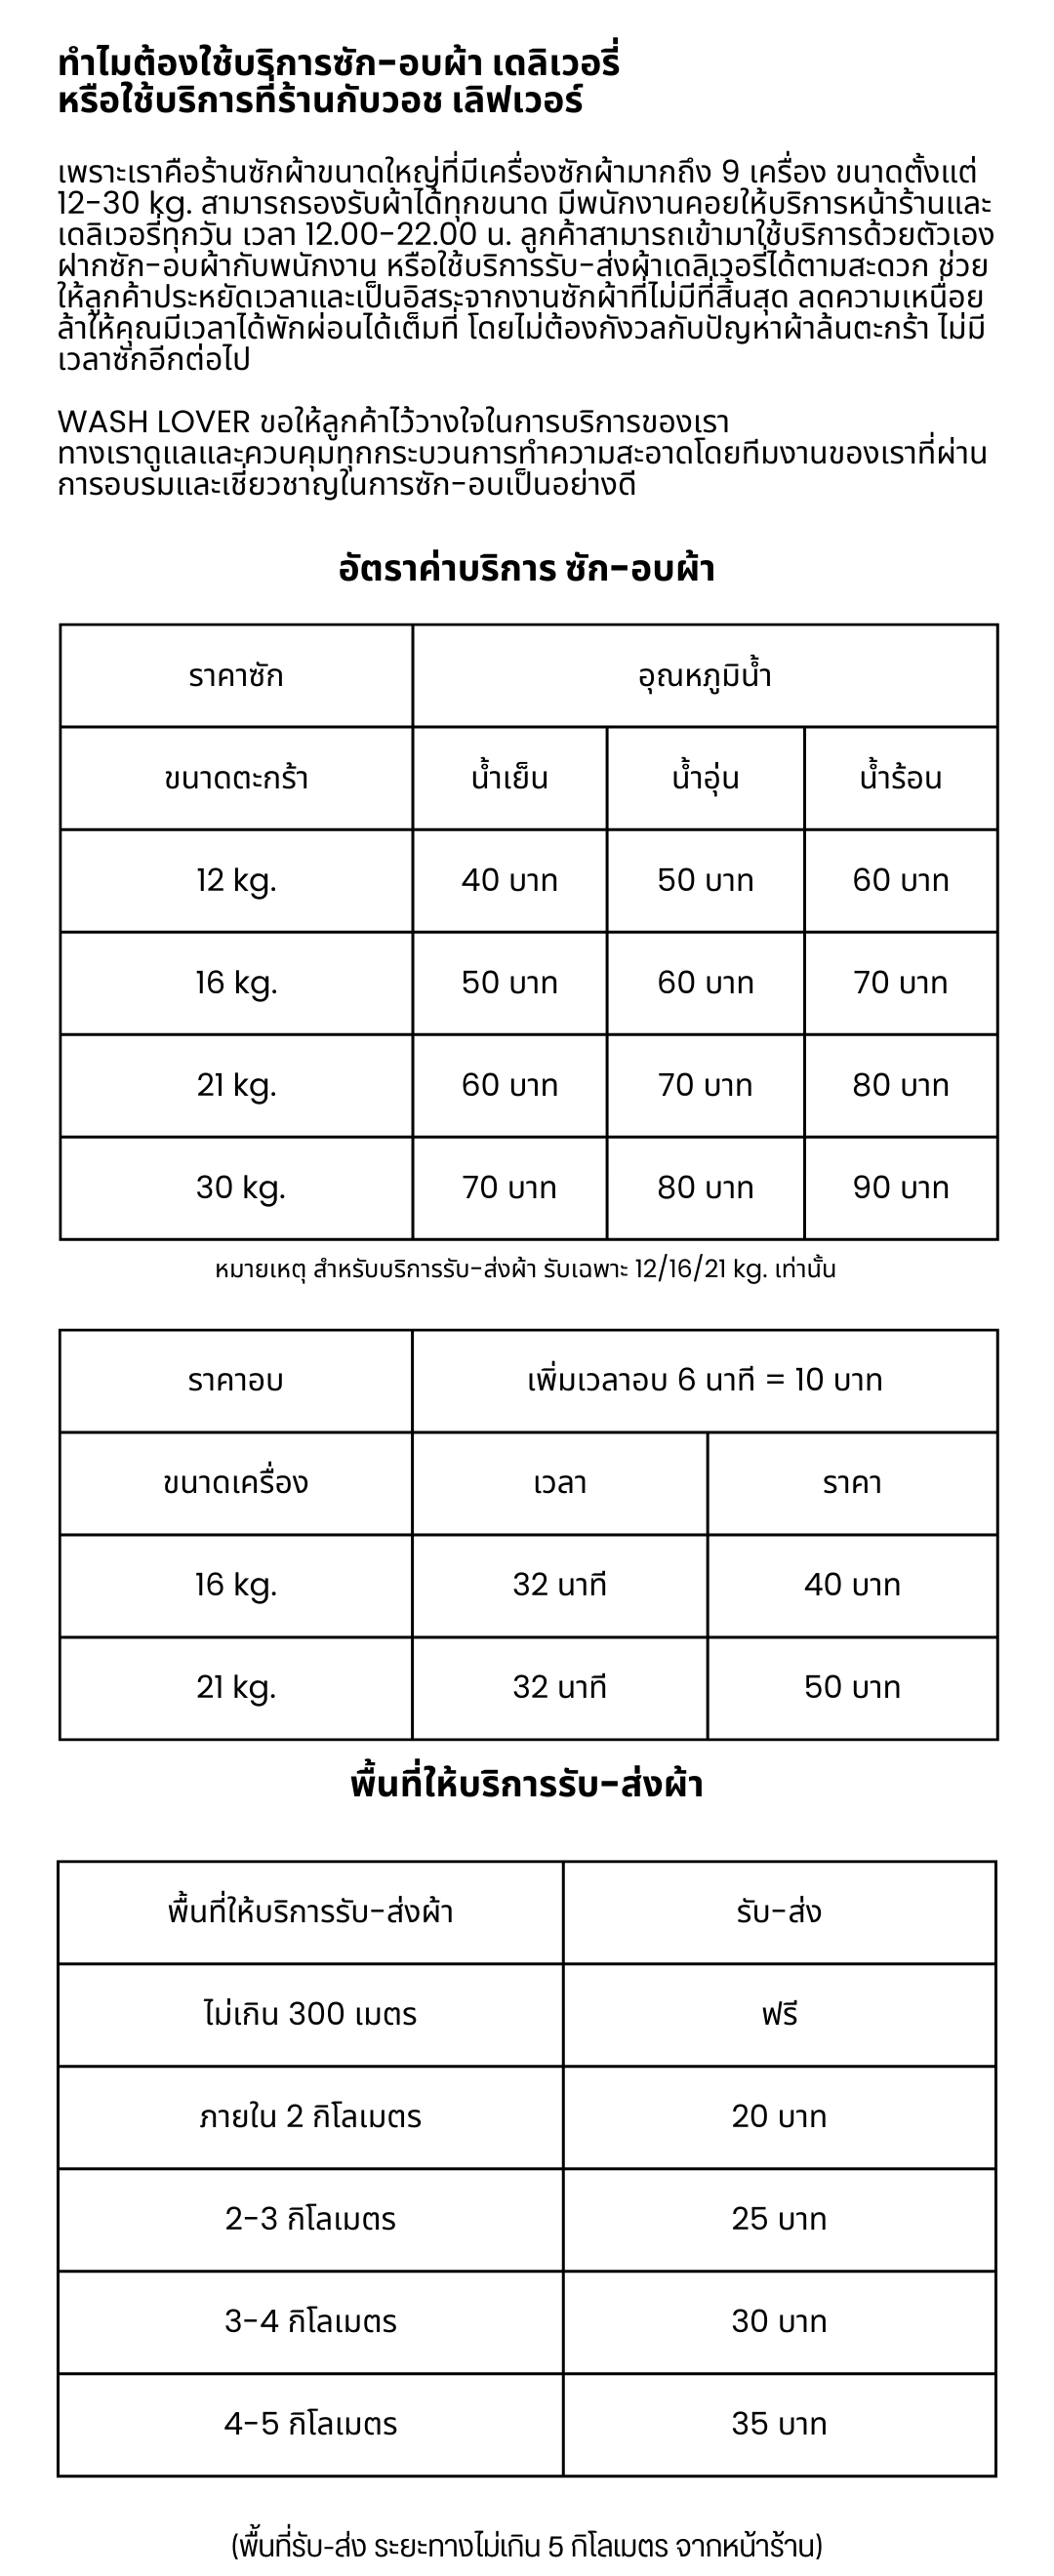 ทำไมต้องใช้บริการซัก-อบผ้า เดลิเวอรี่
หรือใช้บริการที่ร้านกับวอช เลิฟเวอร์
เพราะเราคือร้านซักผ้าขนาดใหญ่ที่มีเครื่องซักผ้ามากถึง 9 เครื่อง ขนาดตั้งแต่
12-30 kg. สามารถรองรับผ้าได้ทุกขนาด มีพนักงานคอยให้บริการหน้าร้านและ
เดลิเวอรี่ทุกวัน เวลา 12.00-22.00 น. ลูกค้าสามารถเข้ามาใช้บริการด้วยตัวเอง
ฝากซัก-อบผ้ากับพนักงาน หรือใช้บริการรับ-ส่งผ้าเดลิเวอรี่ได้ตามสะดวก ช่วย
ให้ลูกค้าประหยัดเวลาและเป็นอิสระจากงานซักผ้าที่ไม่มีที่สิ้นสุด ลดความเหนื่อย
ล้าให้คุณมีเวลาได้พักผ่อนได้เต็มที่ โดยไม่ต้องกังวลกับปัญหาผ้าล้นตะกร้า ไม่มี
เวลาซักอีกต่อไป
WASH LOVER ขอให้ลูกค้าไว้วางใจในการบริการของเรา
ทางเราดูแลและควบคุมทุกกระบวนการทำความสะอาดโดยทีมงานของเราที่ผ่าน
การอบรมและเชี่ยวชาญในการซัก-อบเป็นอย่างดี
อัตราค่าบริการ ซัก-อบผ้า
ราคาซัก อุณหภูมิน้ำ
ขนาดตะกร้า น้ำเย็น น้ำอุ่น น้ำร้อน
12 kg. 40 บาท 50 บาท 60 บาท
16 kg. 50 บาท 60 บาท 70 บาท
21 kg. 60 บาท 70 บาท 80 บาท
30 kg. 70 บาท 80 บาท 90 บาท
หมายเหตุ สำหรับบริการรับ-ส่งผ้า รับเฉพาะ 12/16/21 kg. เท่านั้น
ราคาอบ เพิ่มเวลาอบ 6 นาที = 10 บาท
ขนาดเครื่อง เวลา ราคา
16 kg. 32 นาที 40 บาท
21 kg. 32 นาที 50 บาท
พื้นที่ให้บริการรับ-ส่งผ้า
พื้นที่ให้บริการรับ-ส่งผ้า รับ-ส่ง
ไม่เกิน 300 เมตร ฟรี
ภายใน 2 กิโลเมตร 20 บาท
2-3 กิโลเมตร 25 บาท
3-4 กิโลเมตร 30 บาท
4-5 กิโลเมตร 35 บาท
(พื้นที่รับ-ส่ง ระยะทางไม่เกิน 5 กิโลเมตร จากหน้าร้าน)